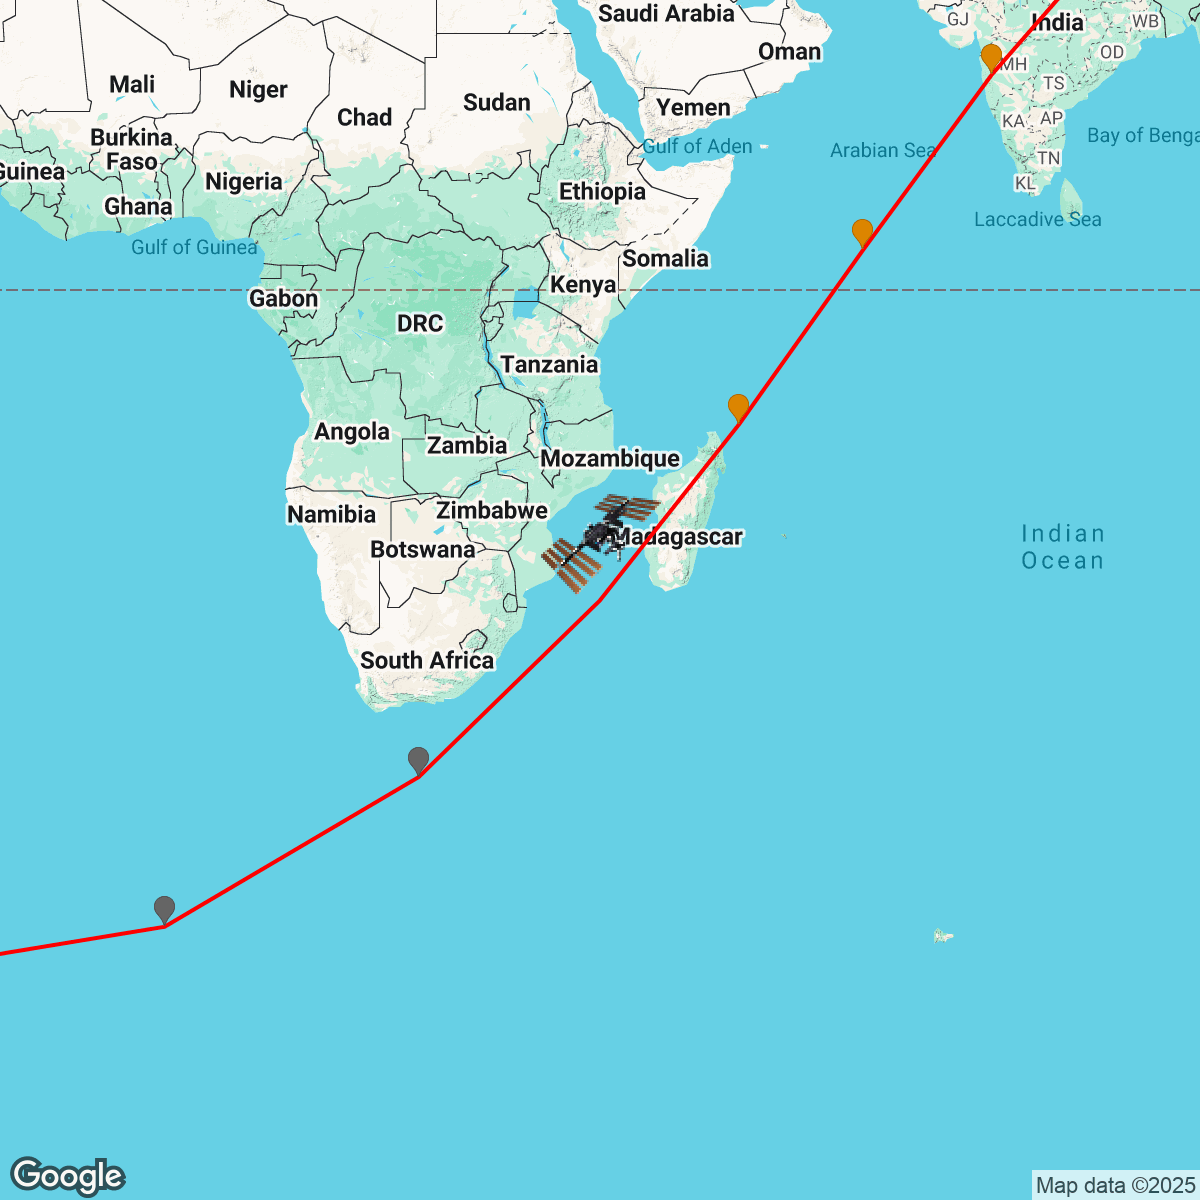 Saudi Arabia
GJ
India
WB
Oman
OD
Mali
Niger
MH
TS
Sudan
Yemen
Chad
KA
AP
Burkina
Faso
Gulf of Aden
Arabian Sea
Bay of Benga
TN
Guinea
Nigeria
Ethiopia
KL
Ghana
Laccadive Sea
Gulf of Guinea
Somalia
Kenya
Gabon
DRC
Tanzania
Angola
Zambia
Mozambique
Namibia
Zimbabwe
Botswana
Madagascar
Indian
Ocean
South Africa
Google
Map data ©2025